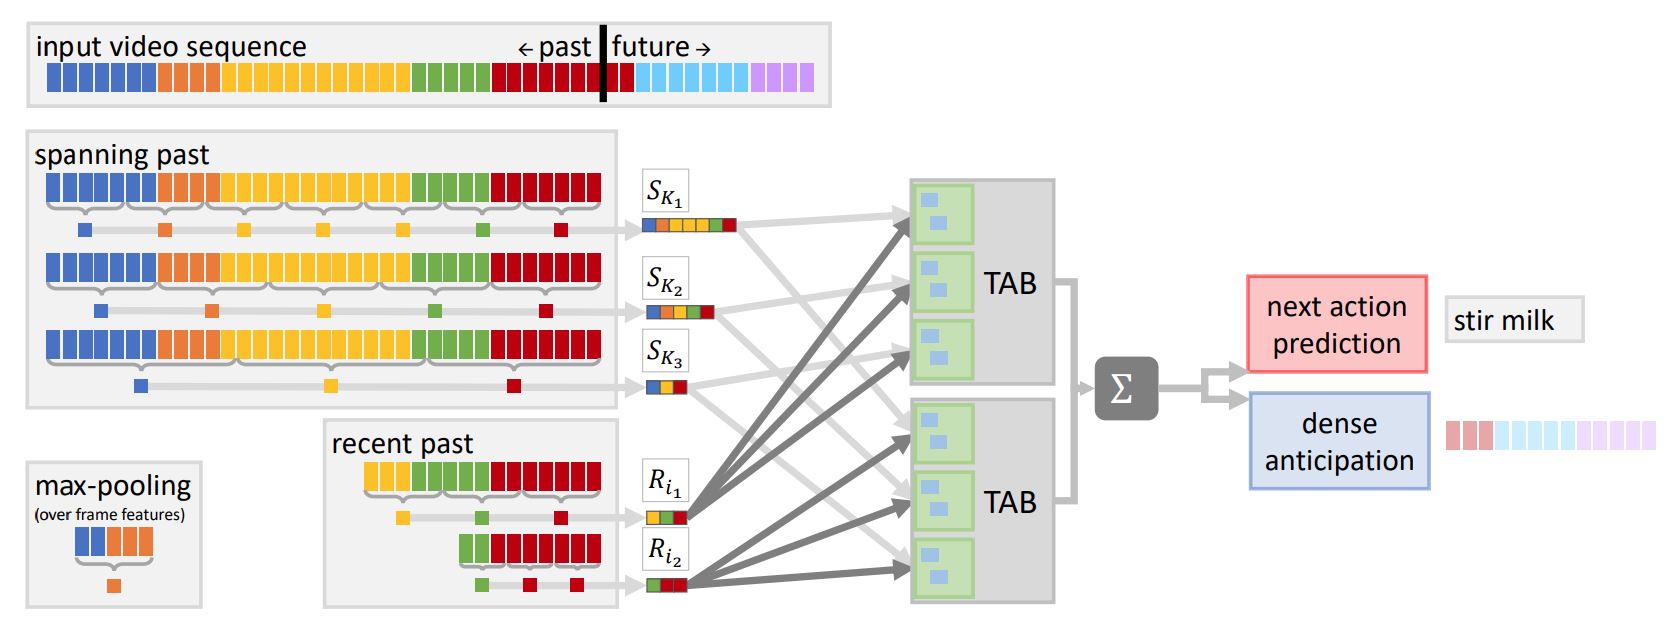 input video sequence
← past
future →
spanning past
S_{K_1}
S_{K_2}
S_{K_3}
recent past
R_{i_1}
R_{i_2}
max-pooling
(over frame features)
TAB
TAB
Σ
next action
prediction
stir milk
dense
anticipation